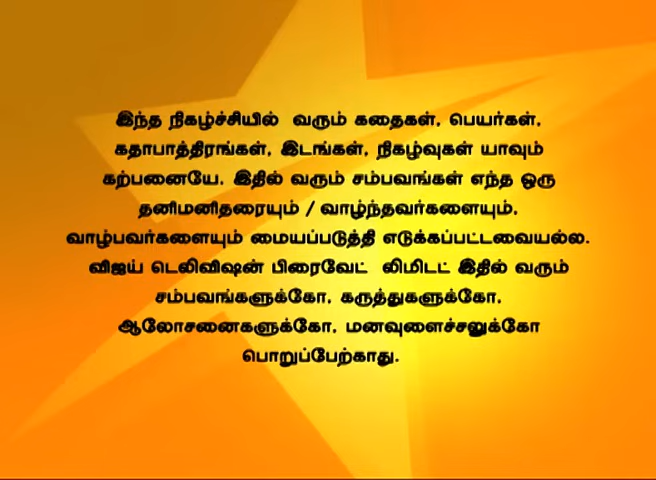 இந்த நிகழ்ச்சியில் வரும் கதைகள், பெயர்கள்,
கதாபாத்திரங்கள், இடங்கள், நிகழ்வுகள் யாவும்
கற்பனையே. இதில் வரும் சம்பவங்கள் எந்த ஒரு
தனிமனிதரையும் / வாழ்ந்தவர்களையும்,
வாழ்பவர்களையும் மையப்படுத்தி எடுக்கப்பட்டவையல்ல.
விஜய் டெலிவிஷன் பிரைவேட் லிமிடட் இதில் வரும்
சம்பவங்களுக்கோ, கருத்துகளுக்கோ,
ஆலோசனைகளுக்கோ, மனவுளைச்சலுக்கோ
பொறுப்பேற்காது.